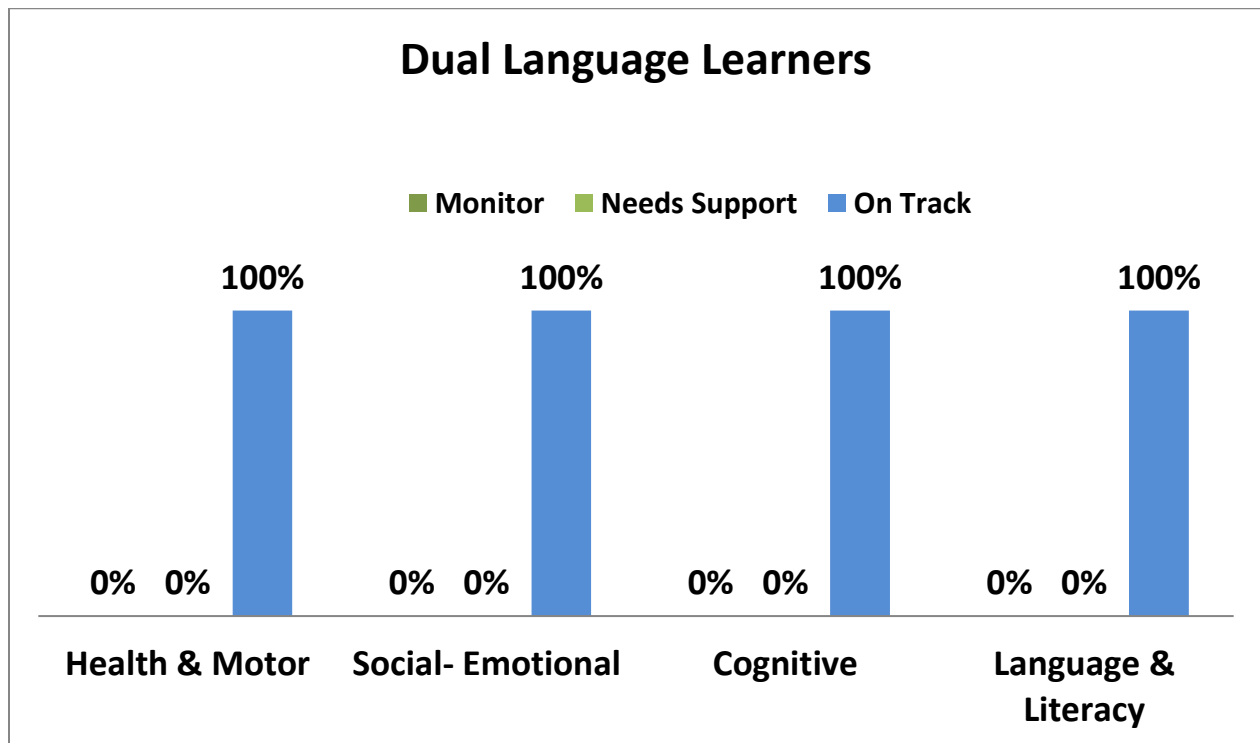 Dual Language Learners
Monitor Needs Support On Track
100% 100% 100% 100%
0% 0% 0% 0% 0% 0% 0% 0%
Health & Motor Social- Emotional Cognitive Language &
Literacy